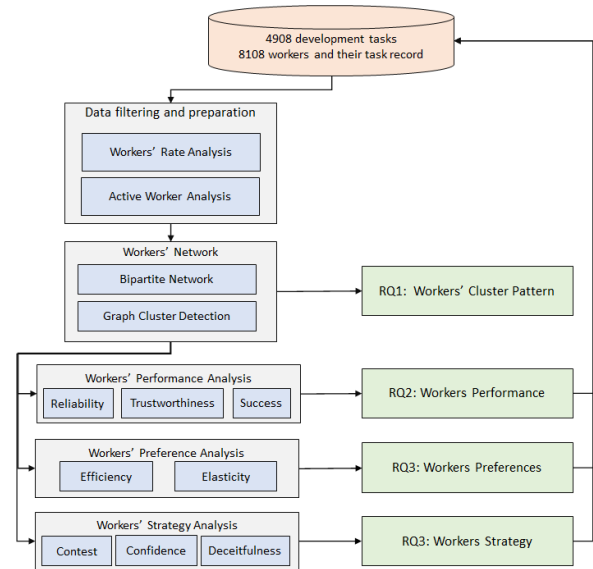 4908 development tasks
8108 workers and their task record
Data filtering and preparation
Workers' Rate Analysis
Active Worker Analysis
Workers' Network
Bipartite Network
Graph Cluster Detection
RQ1: Workers' Cluster Pattern
Workers' Performance Analysis
Reliability
Trustworthiness
Success
RQ2: Workers Performance
Workers' Preference Analysis
Efficiency
Elasticity
RQ3: Workers Preferences
Workers' Strategy Analysis
Contest
Confidence
Deceitfulness
RQ3: Workers Strategy